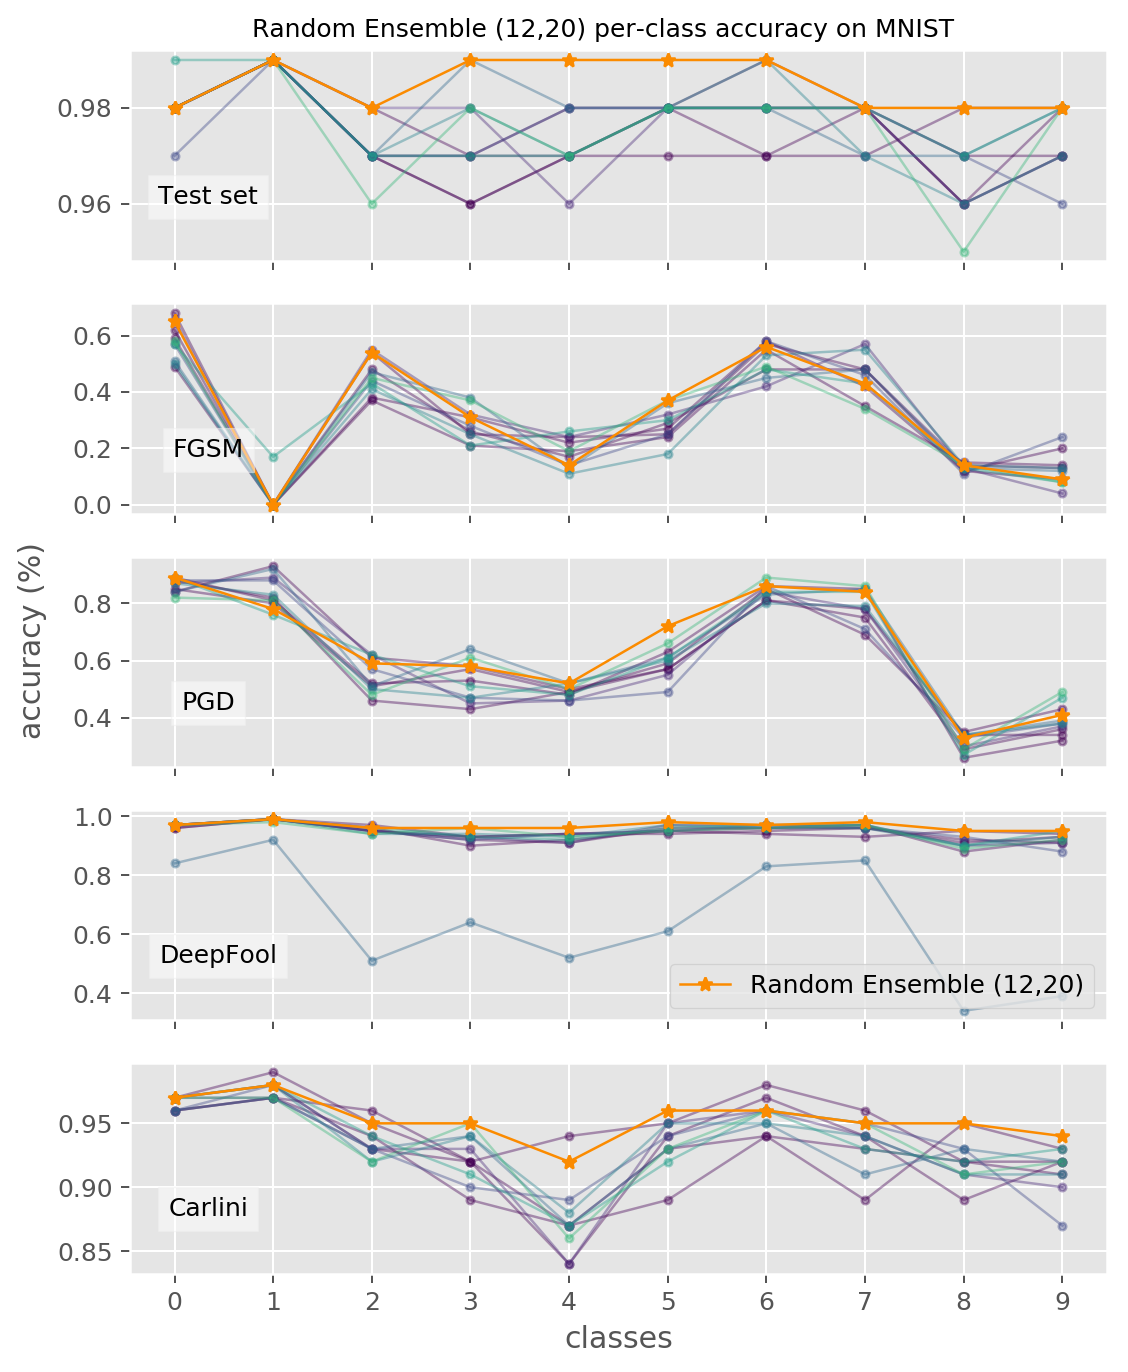 Random Ensemble (12,20) per-class accuracy on MNIST
0.98
0.96
Test set
0.6
0.4
0.2
0.0
FGSM
accuracy (%)
0.8
0.6
0.4
PGD
1.0
0.8
0.6
0.4
DeepFool
Random Ensemble (12,20)
0.95
0.90
0.85
Carlini
0 1 2 3 4 5 6 7 8 9
classes